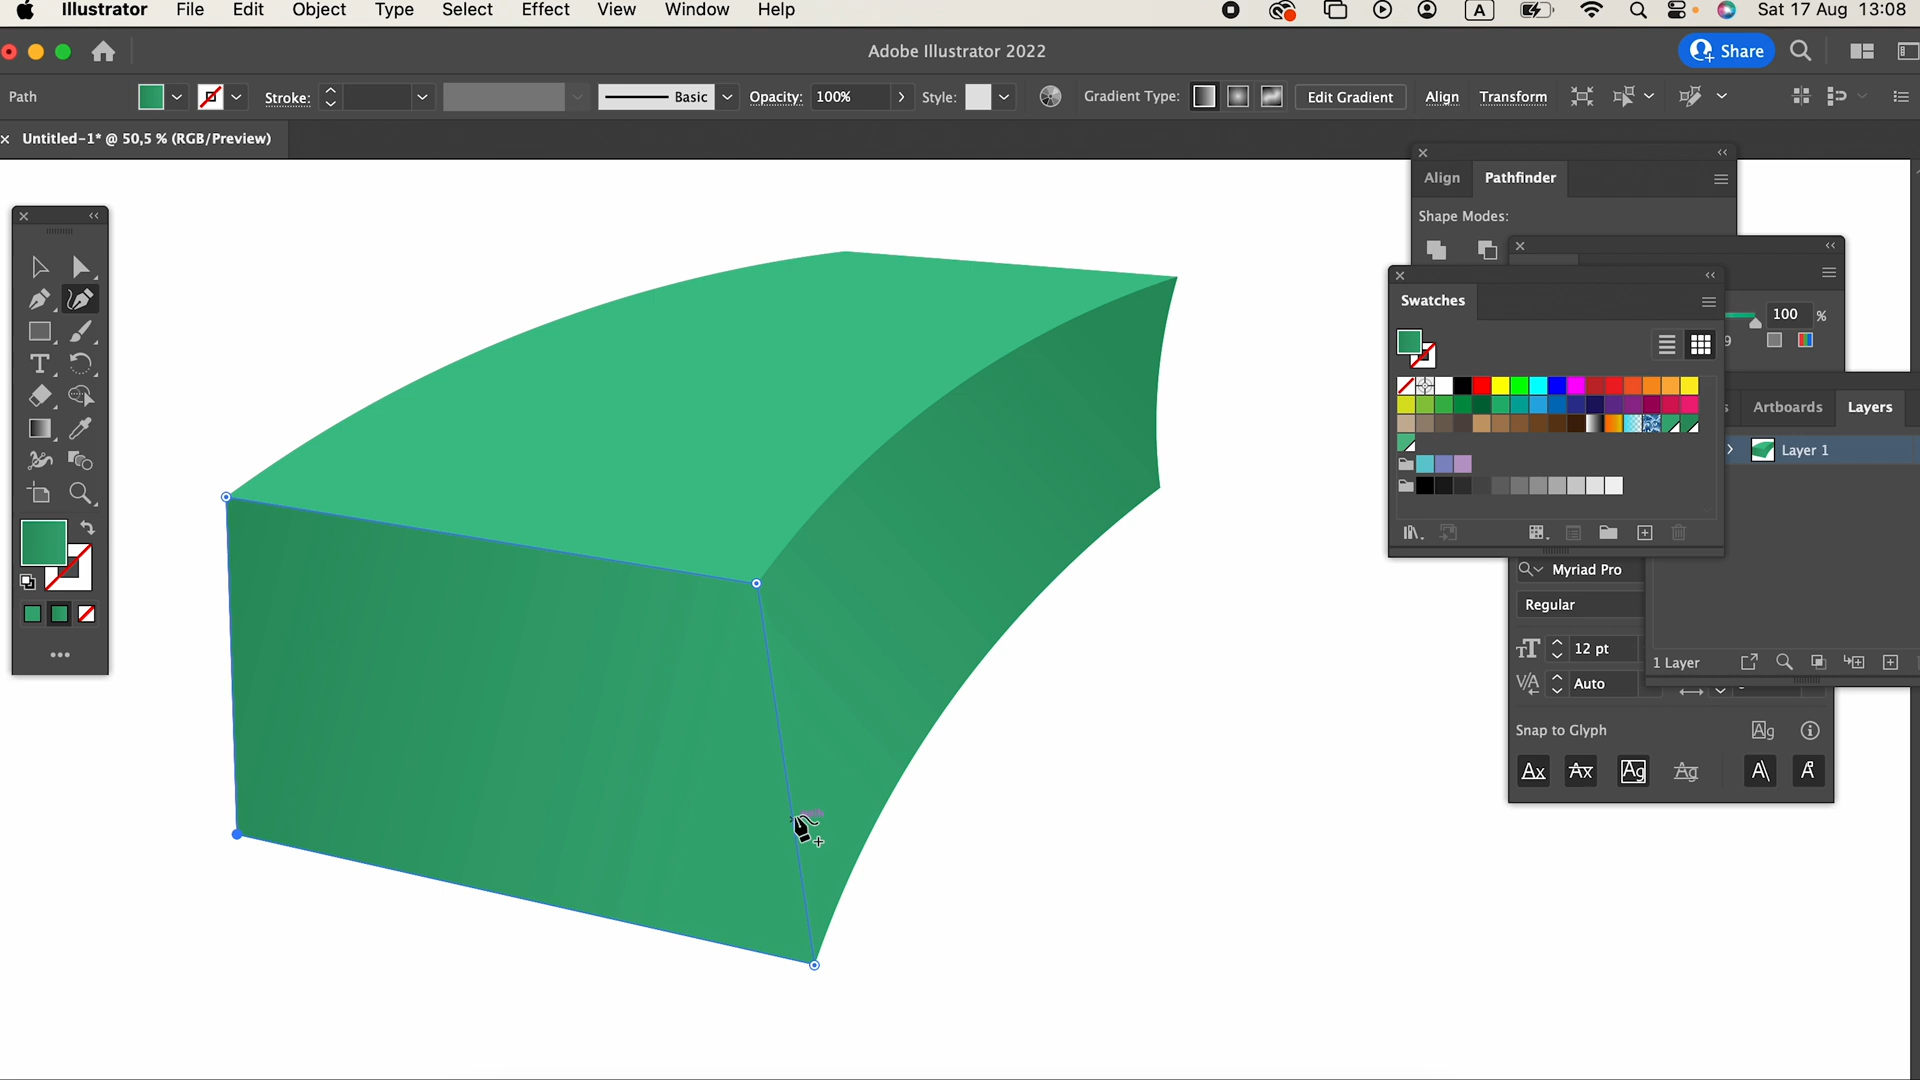 Illustrator File Edit Object Type Select Effect View Window Help A Sat 17 Aug 13:08
Adobe Illustrator 2022
Share
Path Stroke: Basic Opacity: 100% Style: Gradient Type: Edit Gradient Align Transform
Untitled-1* @ 50,5 % (RGB/Preview)
Align Pathfinder
Shape Modes:
Swatches
100 %
9
s Artboards Layers
Layer 1
Myriad Pro
Regular
12 pt
1 Layer
Auto
Snap to Glyph